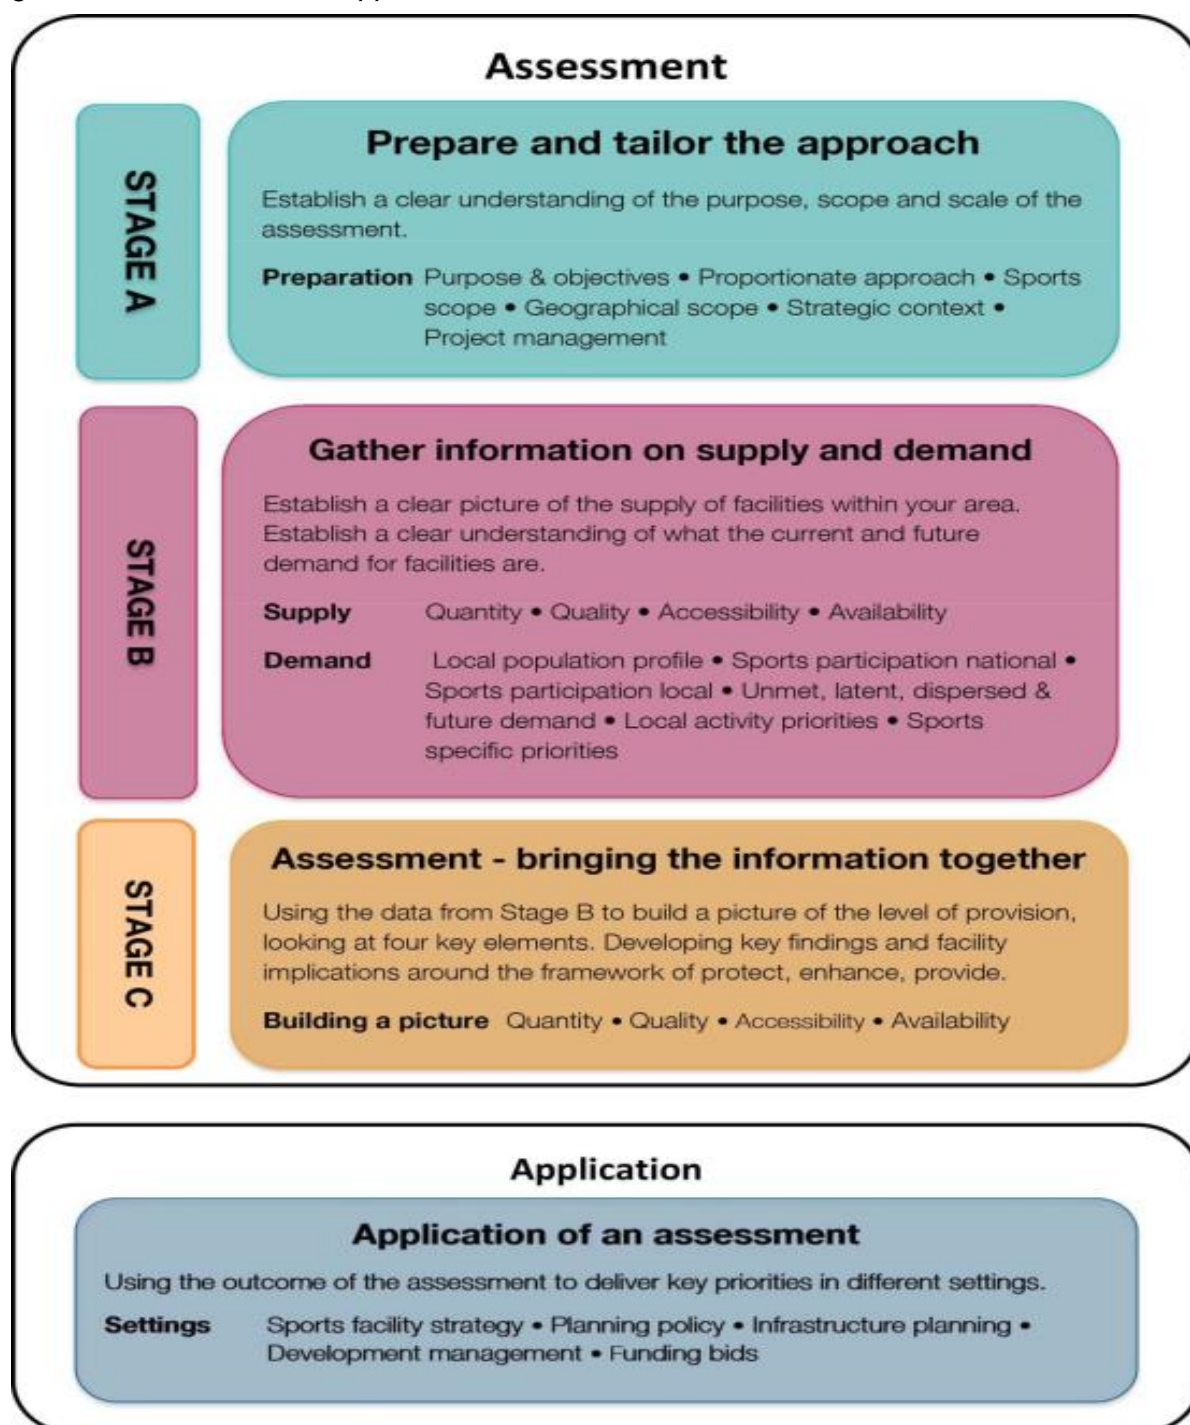 Assessment
STAGE A
Prepare and tailor the approach
Establish a clear understanding of the purpose, scope and scale of the
assessment.
Preparation Purpose & objectives • Proportionate approach • Sports
scope • Geographical scope • Strategic context •
Project management
STAGE B
Gather information on supply and demand
Establish a clear picture of the supply of facilities within your area.
Establish a clear understanding of what the current and future
demand for facilities are.
Supply Quantity • Quality • Accessibility • Availability
Demand Local population profile • Sports participation national •
Sports participation local • Unmet, latent, dispersed &
future demand • Local activity priorities • Sports
specific priorities
STAGE C
Assessment - bringing the information together
Using the data from Stage B to build a picture of the level of provision,
looking at four key elements. Developing key findings and facility
implications around the framework of protect, enhance, provide.
Building a picture Quantity • Quality • Accessibility • Availability
Application
Application of an assessment
Using the outcome of the assessment to deliver key priorities in different settings.
Settings Sports facility strategy • Planning policy • Infrastructure planning •
Development management • Funding bids